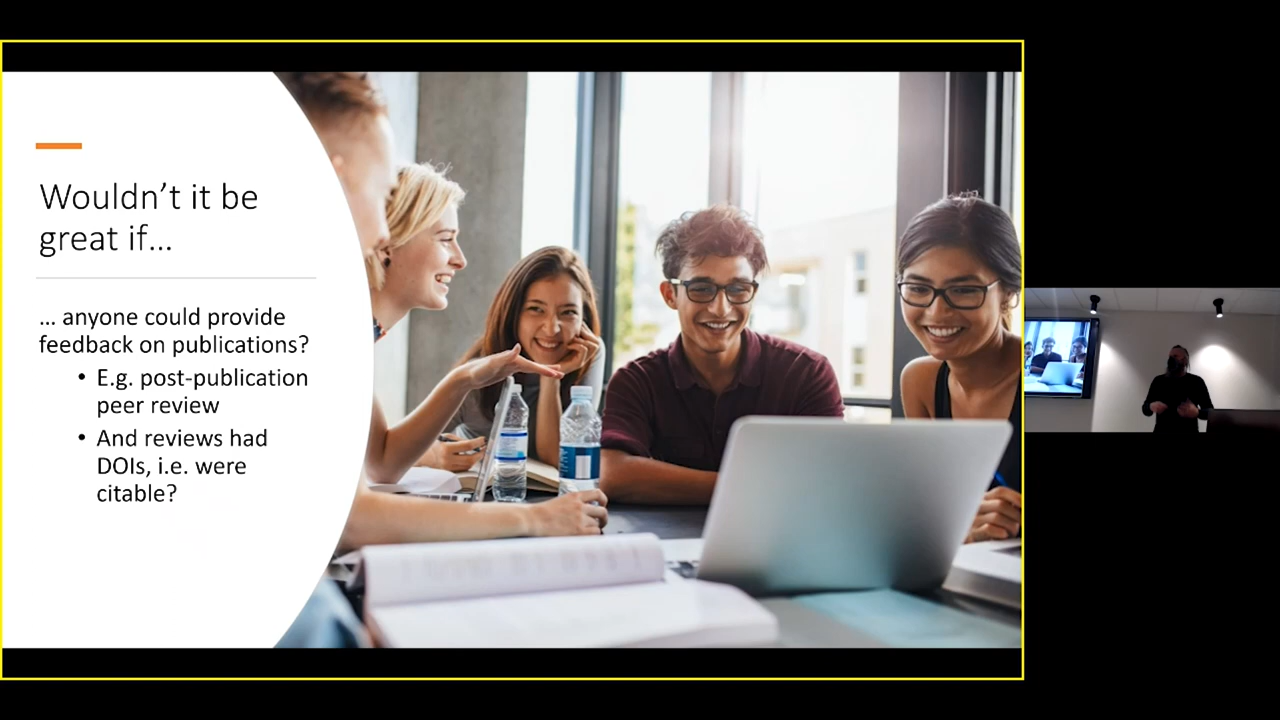 Wouldn’t it be
great if…
… anyone could provide
feedback on publications?
• E.g. post-publication
peer review
• And reviews had
DOIs, i.e. were
citable?